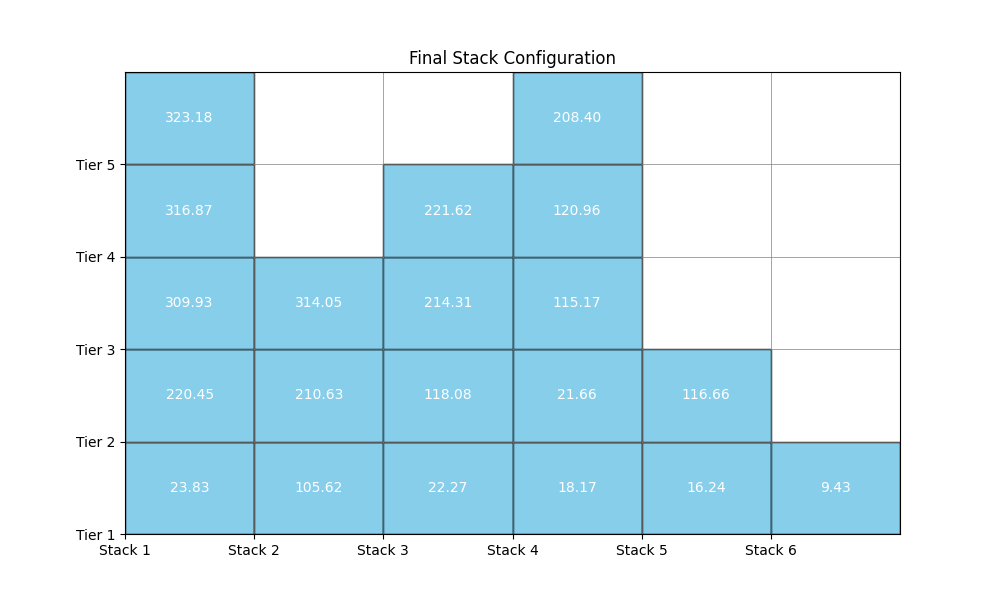 Final Stack Configuration
323.18 208.40
Tier 5
316.87 221.62 120.96
Tier 4
309.93 314.05 214.31 115.17
Tier 3
220.45 210.63 118.08 21.66 116.66
Tier 2
23.83 105.62 22.27 18.17 16.24 9.43
Tier 1
Stack 1 Stack 2 Stack 3 Stack 4 Stack 5 Stack 6